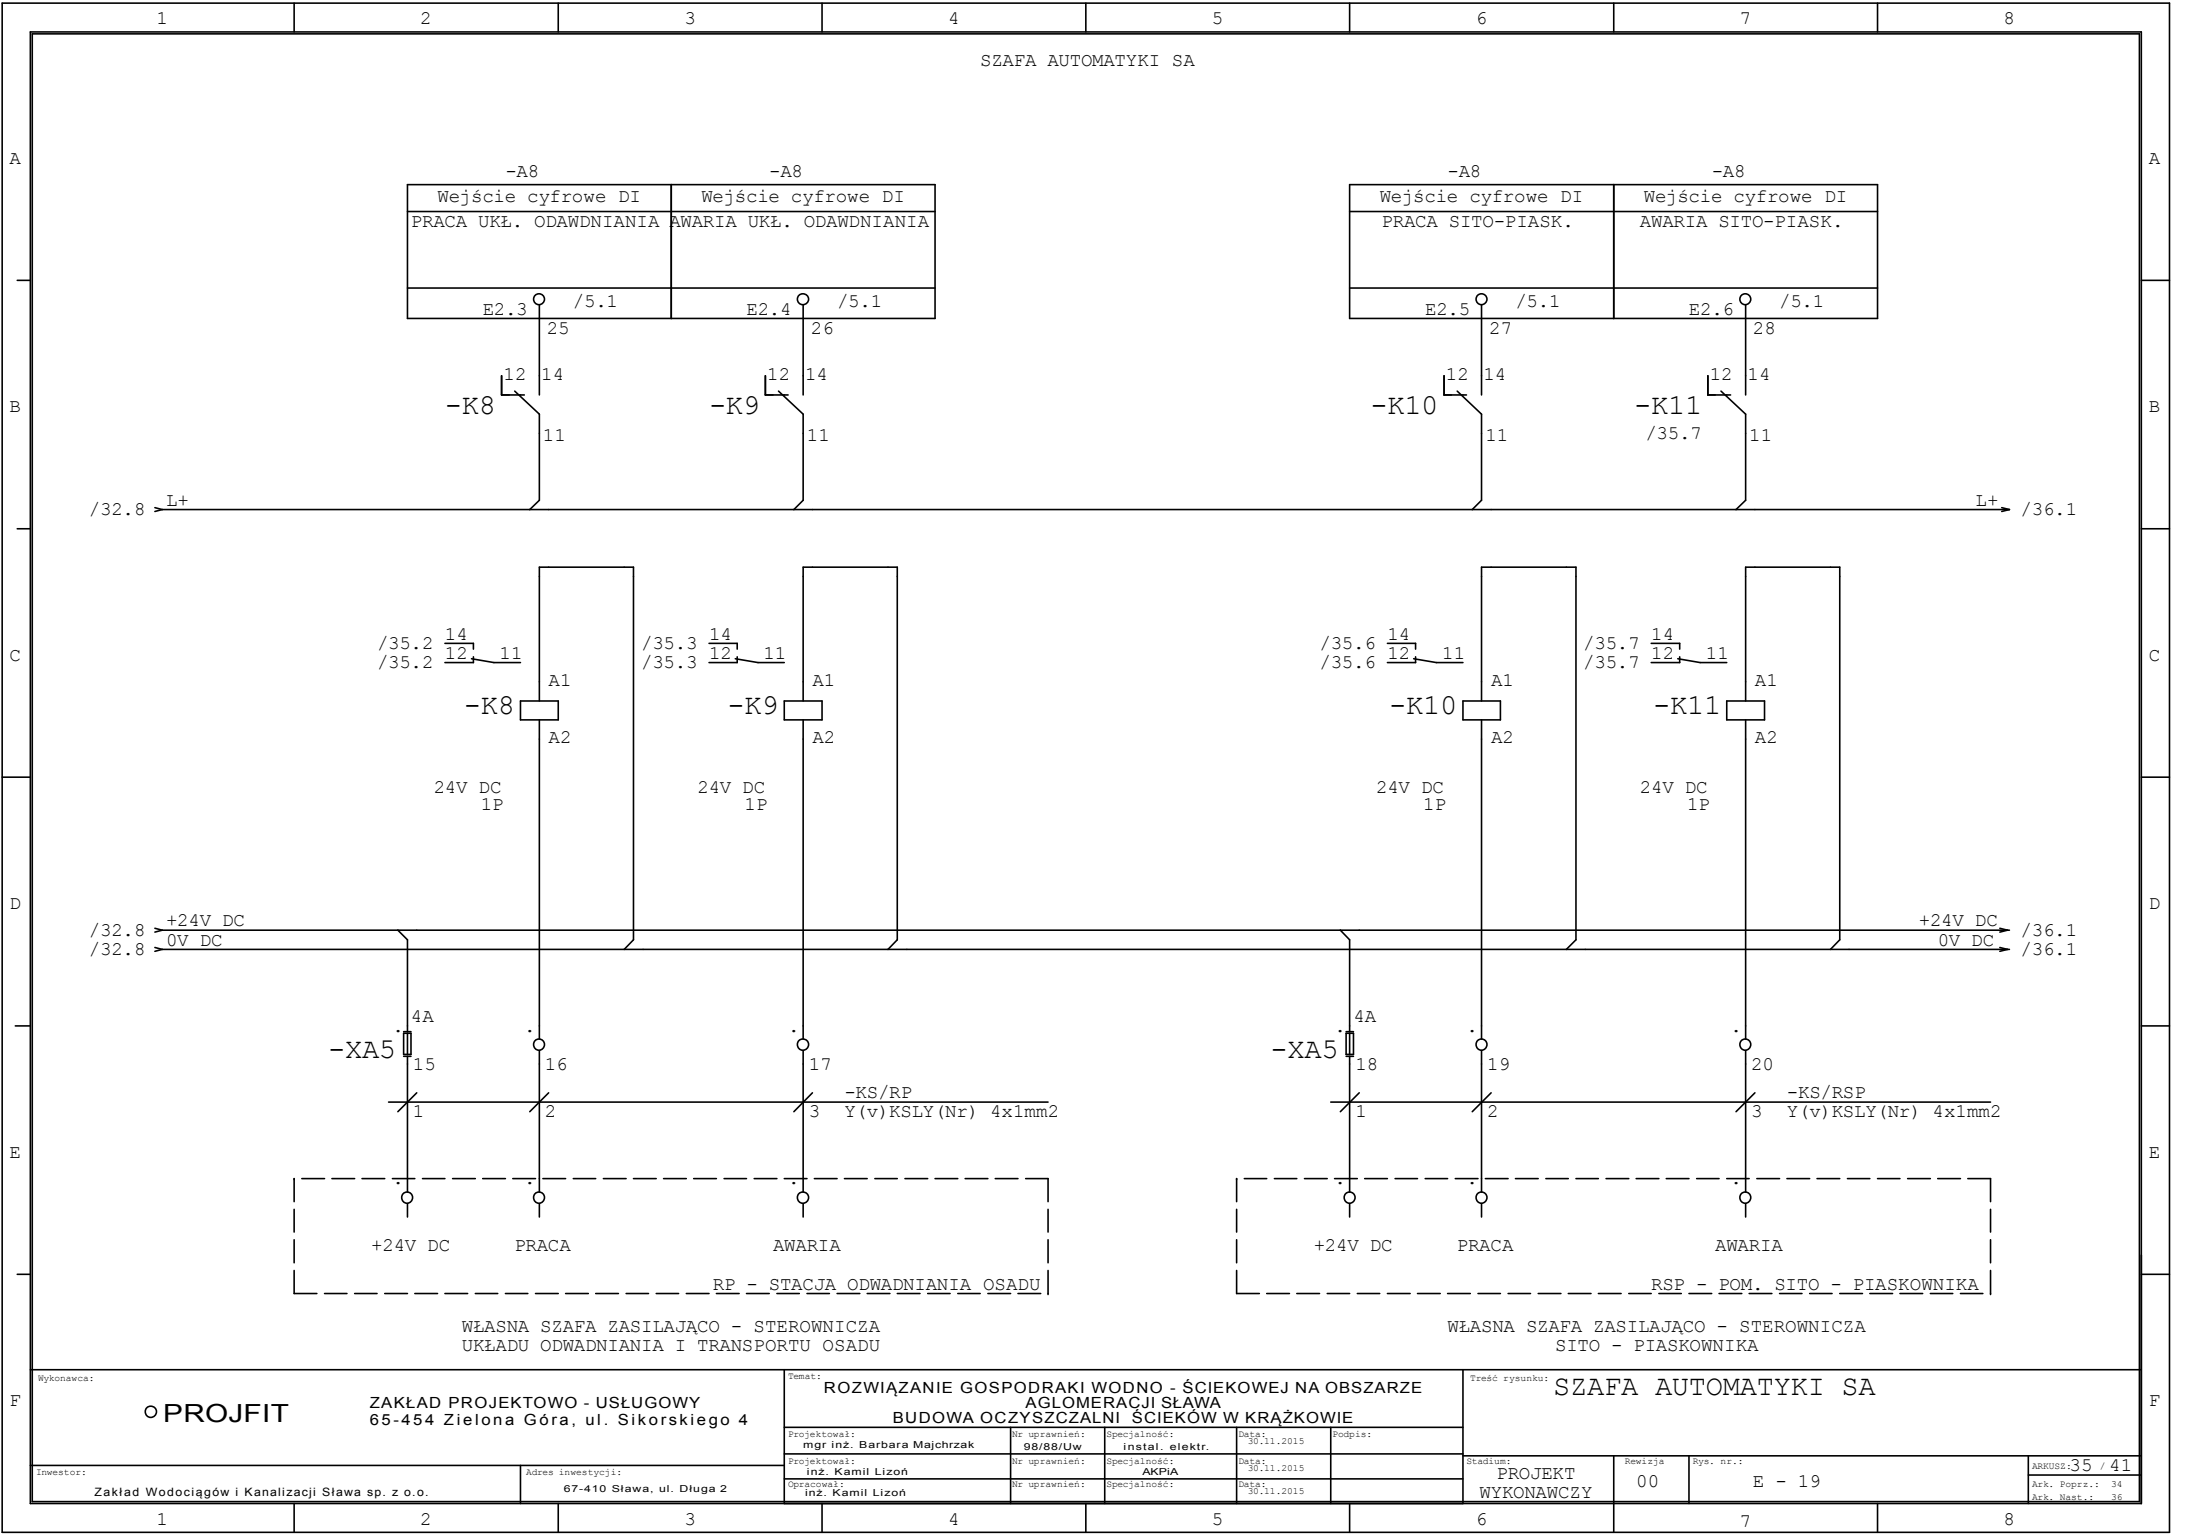 1 2 3 4 5 6 7 8
SZAFA AUTOMATYKI SA
A A
-A8 -A8 -A8 -A8
Wejście cyfrowe DI Wejście cyfrowe DI Wejście cyfrowe DI Wejście cyfrowe DI
PRACA UKŁ. ODAWDNIANIA AWARIA UKŁ. ODAWDNIANIA PRACA SITO-PIASK. AWARIA SITO-PIASK.
E2.3 /5.1 E2.4 /5.1 E2.5 /5.1 E2.6 /5.1
25 26 27 28
12 14 12 14 12 14 12 14
B -K8 -K9 -K10 -K11 B
/35.7
11 11 11 11
/32.8 L+ L+ /36.1
/35.2 14 /35.3 14 /35.6 14 /35.7 14
/35.2 12 11 /35.3 12 11 /35.6 12 11 /35.7 12 11
C C
A1 A1 A1 A1
-K8 -K9 -K10 -K11
A2 A2 A2 A2
24V DC 24V DC 24V DC 24V DC
1P 1P 1P 1P
D D
/32.8 +24V DC +24V DC /36.1
/32.8 0V DC 0V DC /36.1
4A 4A
-XA5 -XA5
15 16 17 18 19 20
-KS/RP -KS/RSP
1 2 3 Y(v)KSLY(Nr) 4x1mm2 1 2 3 Y(v)KSLY(Nr) 4x1mm2
E E
+24V DC PRACA AWARIA +24V DC PRACA AWARIA
RP - STACJA ODWADNIANIA OSADU RSP - POM. SITO - PIASKOWNIKA
WŁASNA SZAFA ZASILAJĄCO - STEROWNICZA WŁASNA SZAFA ZASILAJĄCO - STEROWNICZA
UKŁADU ODWADNIANIA I TRANSPORTU OSADU SITO - PIASKOWNIKA
F F
Wykonawca:
PROJFIT
ZAKŁAD PROJEKTOWO - USŁUGOWY
65-454 Zielona Góra, ul. Sikorskiego 4
Inwestor:
Zakład Wodociągów i Kanalizacji Sława sp. z o.o.
Adres inwestycji:
67-410 Sława, ul. Długa 2
Temat:
ROZWIĄZANIE GOSPODRAKI WODNO - ŚCIEKOWEJ NA OBSZARZE
AGLOMERACJI SŁAWA
BUDOWA OCZYSZCZALNI ŚCIEKÓW W KRĄŻKOWIE
Projektował: Nr uprawnień: Specjalność: Data: Podpis:
mgr inż. Barbara Majchrzak 98/88/Uw instal. elektr. 30.11.2015
Projektował: Nr uprawnień: Specjalność: Data:
inż. Kamil Lizoń AKPiA 30.11.2015
Opracował: Nr uprawnień: Specjalność: Data:
inż. Kamil Lizoń 30.11.2015
Treść rysunku: SZAFA AUTOMATYKI SA
Stadium:
PROJEKT
WYKONAWCZY
Rewizja
00
Rys. nr.:
E - 19
ARKUSZ: 35 / 41
Ark. Poprz.: 34
Ark. Nast.: 36
1 2 3 4 5 6 7 8